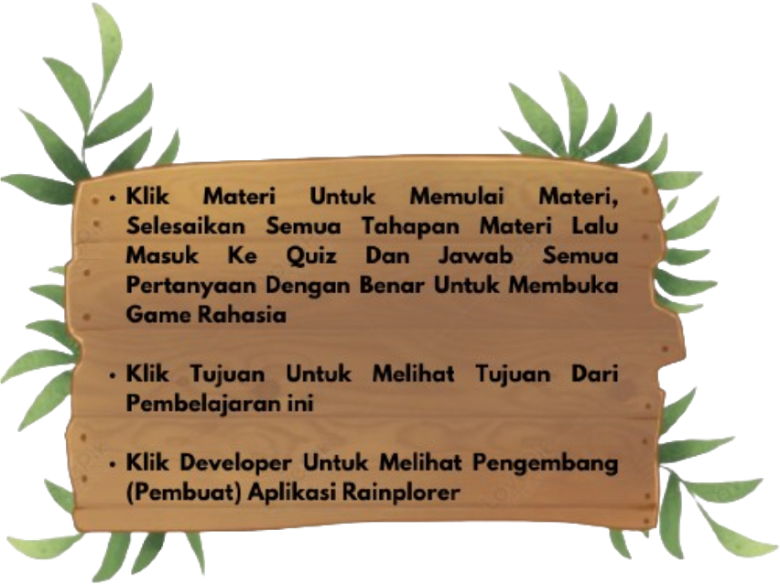 • Klik Materi Untuk Memulai Materi,
Selesaikan Semua Tahapan Materi Lalu
Masuk Ke Quiz Dan Jawab Semua
Pertanyaan Dengan Benar Untuk Membuka
Game Rahasia
• Klik Tujuan Untuk Melihat Tujuan Dari
Pembelajaran ini
• Klik Developer Untuk Melihat Pengembang
(Pembuat) Aplikasi Rainplorer